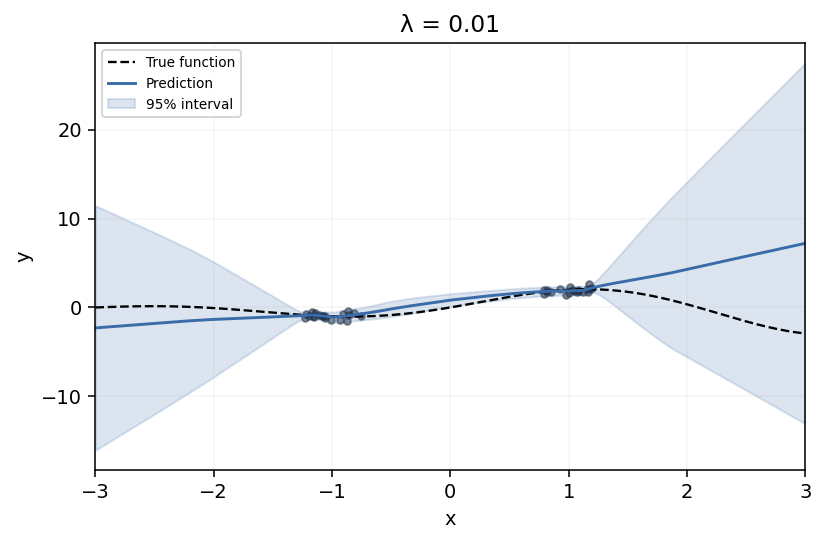 λ = 0.01
True function
Prediction
95% interval
20
10
0
−10
y
−3 −2 −1 0 1 2 3
x